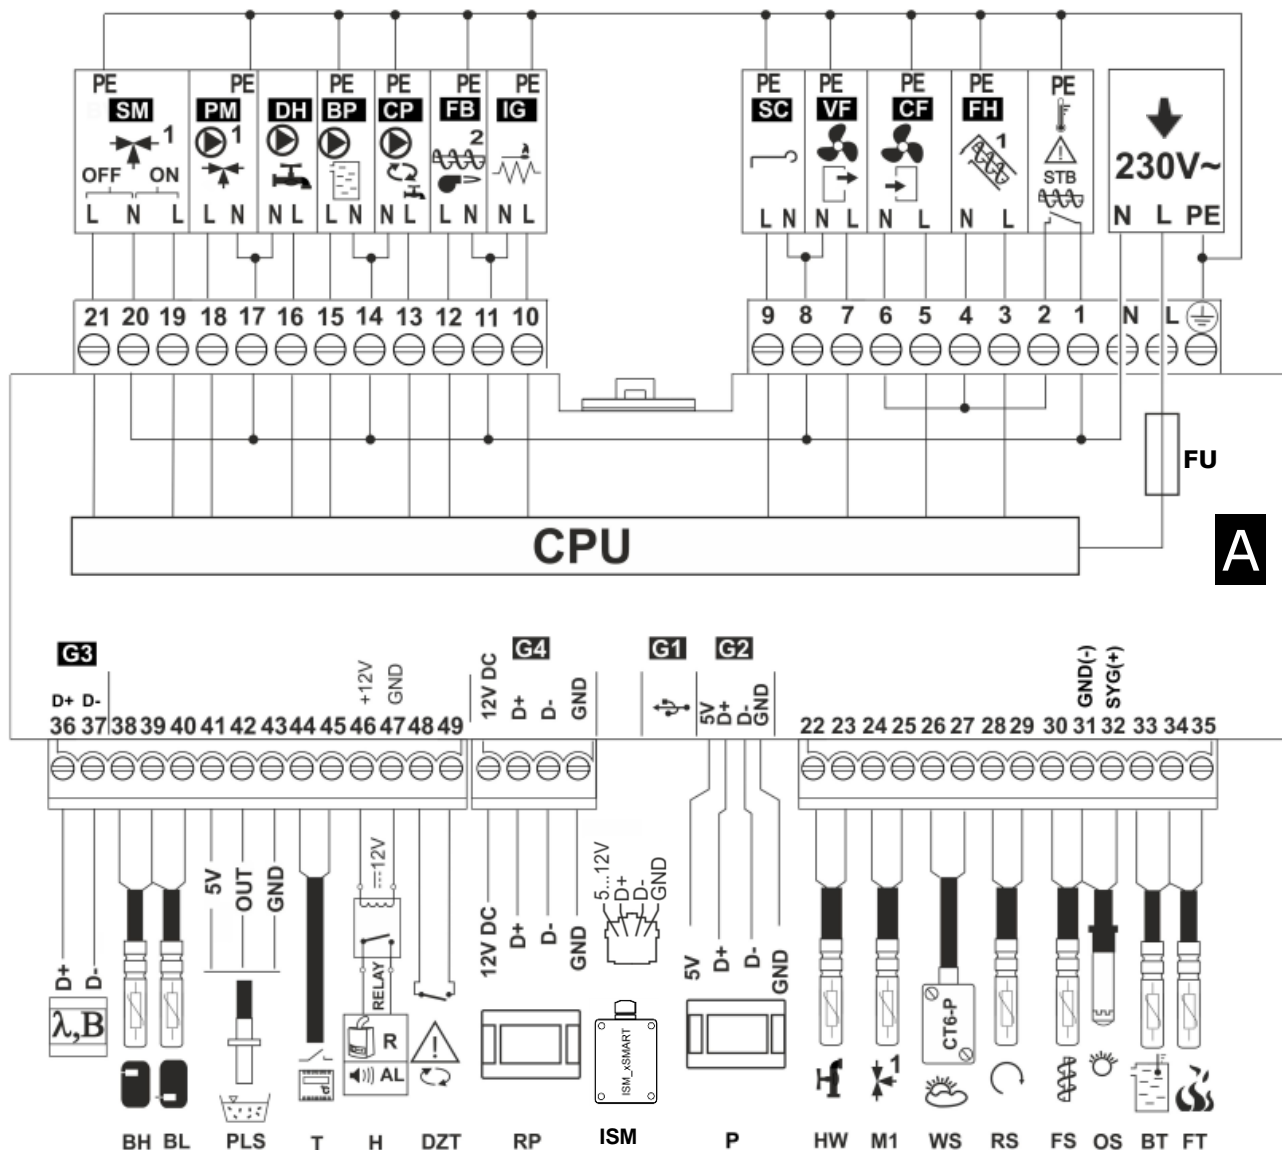 PE PE PE PE PE PE PE PE PE PE PE
SM PM DH BP CP FB IG SC VF CF FH
1 1 2 1
OFF ON STB 230V~
L N L L N N L L N N L L N N L L N N L N L N L N L PE
21 20 19 18 17 16 15 14 13 12 11 10 9 8 7 6 5 4 3 2 1 N L
FU
CPU
A
G3 G4 G1 G2
D+ D- +12V GND 12V DC D+ D- GND 5V D+ D- GND GND(-) SYG(+)
36 37 38 39 40 41 42 43 44 45 46 47 48 49 22 23 24 25 26 27 28 29 30 31 32 33 34 35
12V 5...12V D+ D- GND
D+ D- 5V OUT GND RELAY 12V DC D+ D- GND 5V D+ D- GND
λ,B R CT6-P
AL ISM_xSMART 1
BH BL PLS T H DZT RP ISM P HW M1 WS RS FS OS BT FT